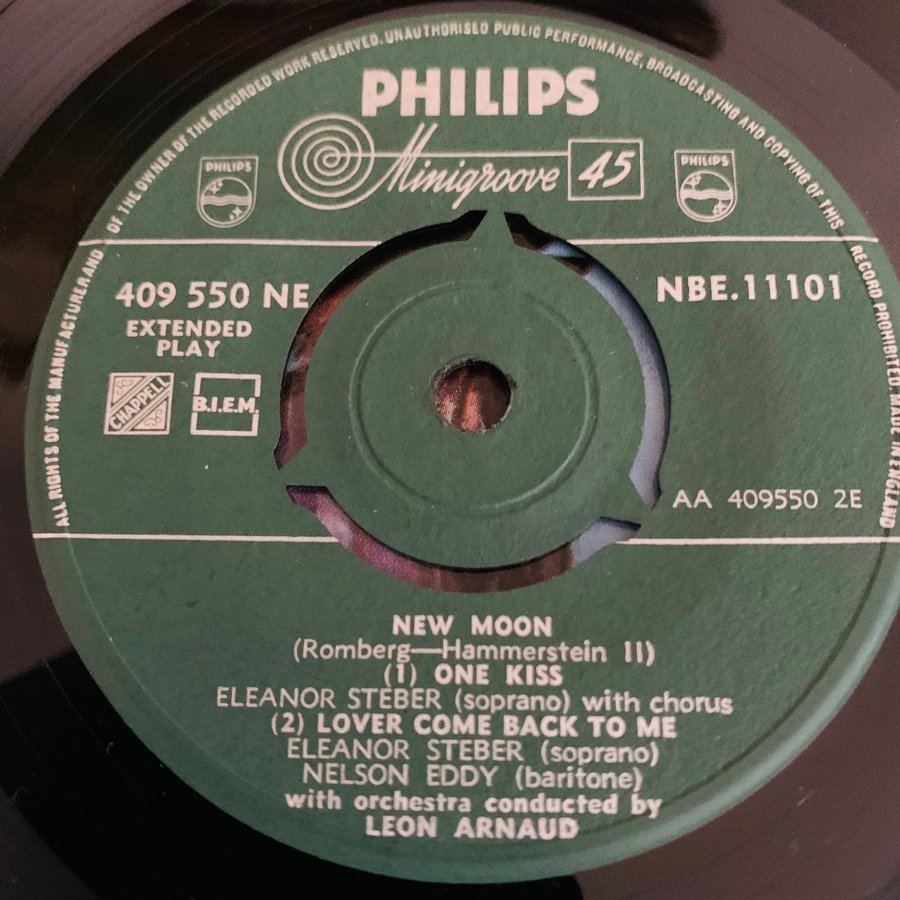 ALL RIGHTS OF THE MANUFACTURER AND OF THE OWNER OF THE RECORDED WORK RESERVED. UNAUTHORISED PUBLIC PERFORMANCE, BROADCASTING AND COPYING OF THIS RECORD PROHIBITED. MADE IN ENGLAND
PHILIPS
Minigroove 45
PHILIPS
PHILIPS
409 550 NE
NBE.11101
EXTENDED
PLAY
CHAPPELL
B.I.E.M.
AA 409550 2E
NEW MOON
(Romberg—Hammerstein II)
(1) ONE KISS
ELEANOR STEBER (soprano) with chorus
(2) LOVER COME BACK TO ME
ELEANOR STEBER (soprano)
NELSON EDDY (baritone)
with orchestra conducted by
LEON ARNAUD